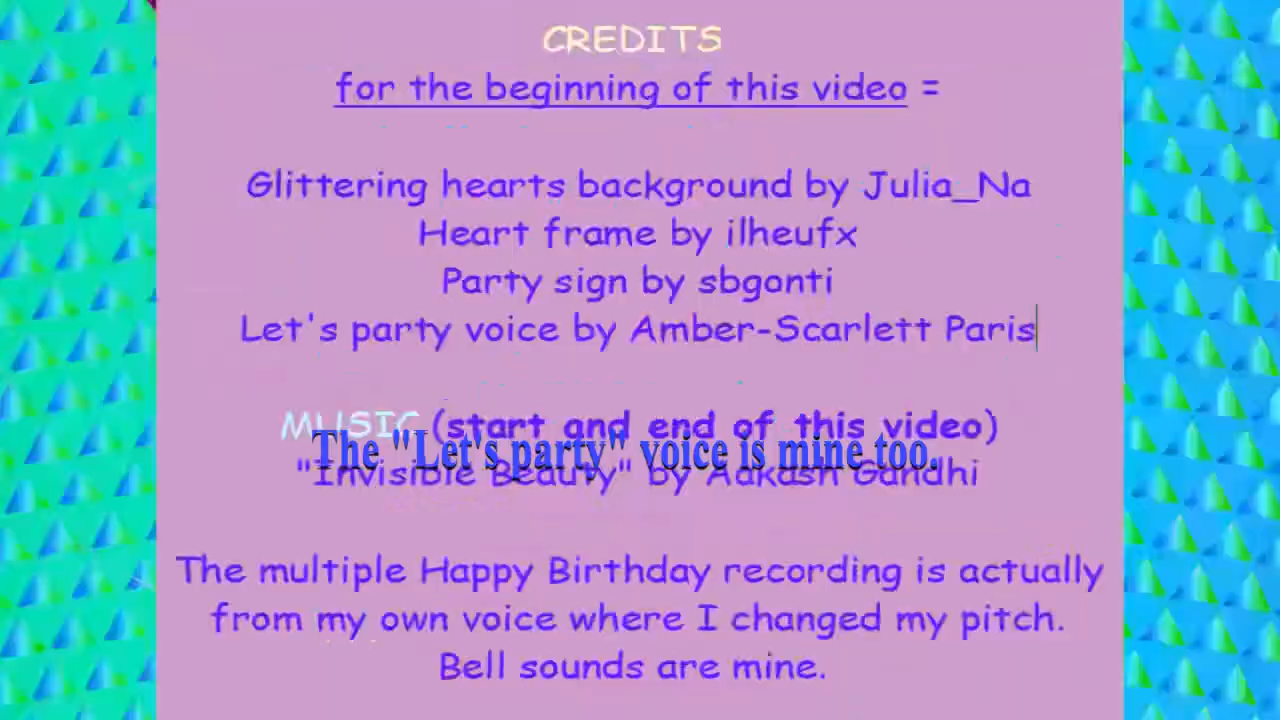 CREDITS
for the beginning of this video =
Glittering hearts background by Julia_Na
Heart frame by ilheufx
Party sign by sbgonti
Let's party voice by Amber-Scarlett Paris
MUSIC (start and end of this video)
The "Let's party" voice is mine too.
"Invisible Beauty" by Aakash Gandhi
The multiple Happy Birthday recording is actually
from my own voice where I changed my pitch.
Bell sounds are mine.